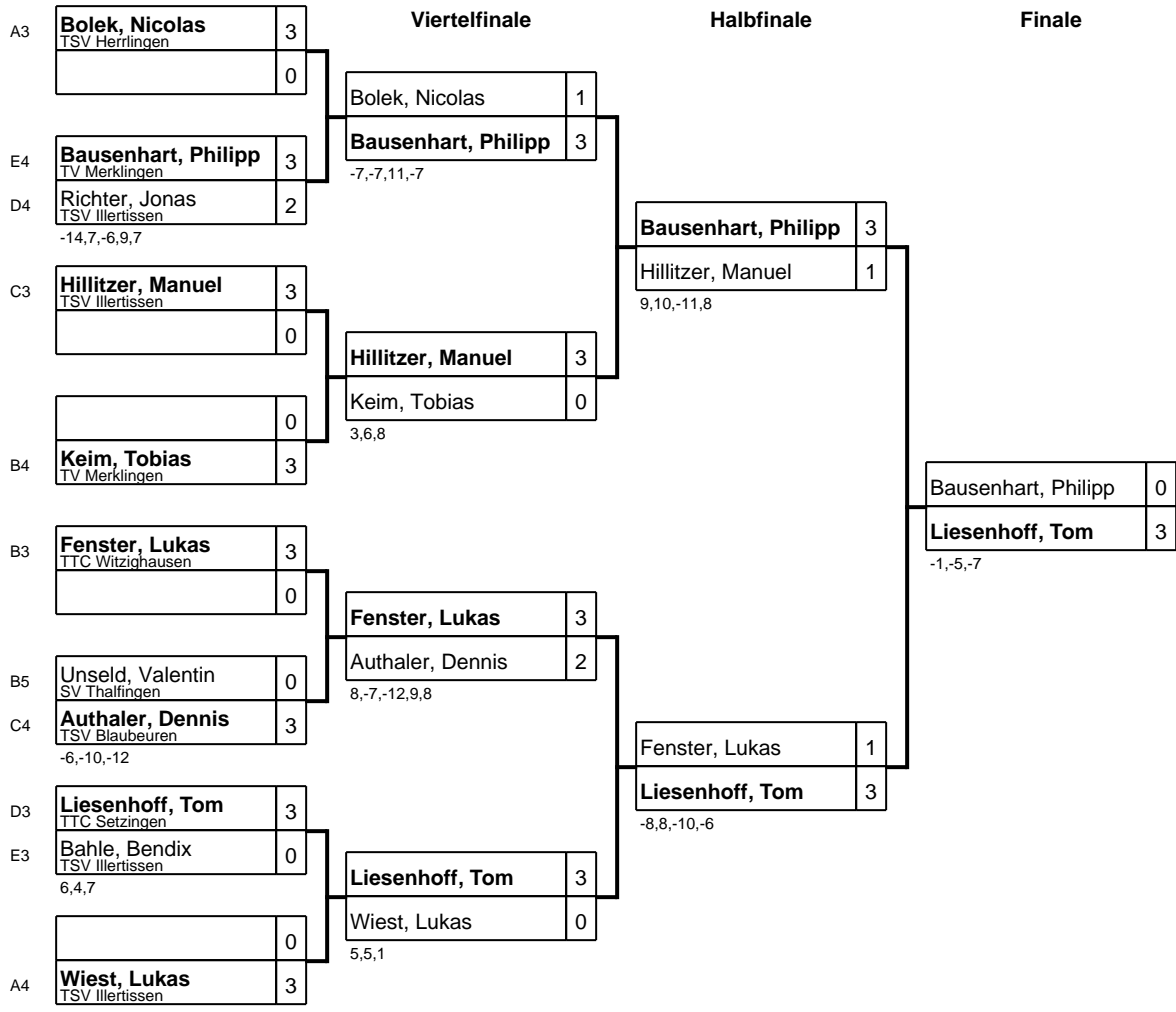 Viertelfinale
Halbfinale
Finale
A3
Bolek, Nicolas
3
TSV Herrlingen
0
E4
Bausenhart, Philipp
3
TV Merklingen
D4
Richter, Jonas
2
TSV Illertissen
-14,7,-6,9,7
C3
Hillitzer, Manuel
3
TSV Illertissen
0
0
B4
Keim, Tobias
3
TV Merklingen
B3
Fenster, Lukas
3
TTC Witzighausen
0
B5
Unseld, Valentin
0
SV Thalfingen
C4
Authaler, Dennis
3
TSV Blaubeuren
-6,-10,-12
D3
Liesenhoff, Tom
3
TTC Setzingen
E3
Bahle, Bendix
0
TSV Illertissen
6,4,7
0
A4
Wiest, Lukas
3
TSV Illertissen
Bolek, Nicolas
1
Bausenhart, Philipp
3
-7,-7,11,-7
Hillitzer, Manuel
3
Keim, Tobias
0
3,6,8
Fenster, Lukas
3
Authaler, Dennis
2
8,-7,-12,9,8
Liesenhoff, Tom
3
Wiest, Lukas
0
5,5,1
Bausenhart, Philipp
3
Hillitzer, Manuel
1
9,10,-11,8
Fenster, Lukas
1
Liesenhoff, Tom
3
-8,8,-10,-6
Bausenhart, Philipp
0
Liesenhoff, Tom
3
-1,-5,-7